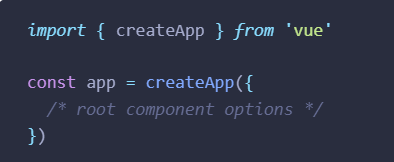 import { createApp } from 'vue'
const app = createApp({
/* root component options */
})